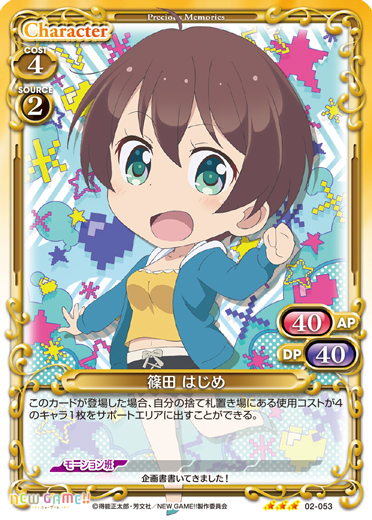 Precious Memories
Character
COST
4
SOURCE
2
40 AP
DP 40
篠田 はじめ
このカードが登場した場合、自分の捨て札置き場にある使用コストが4
のキャラ1枚をサポートエリアに出すことができる。
モーション班
企画書書いてきました！
NEW GAME!!
©得能正太郎・芳文社／NEW GAME!!製作委員会
02-053